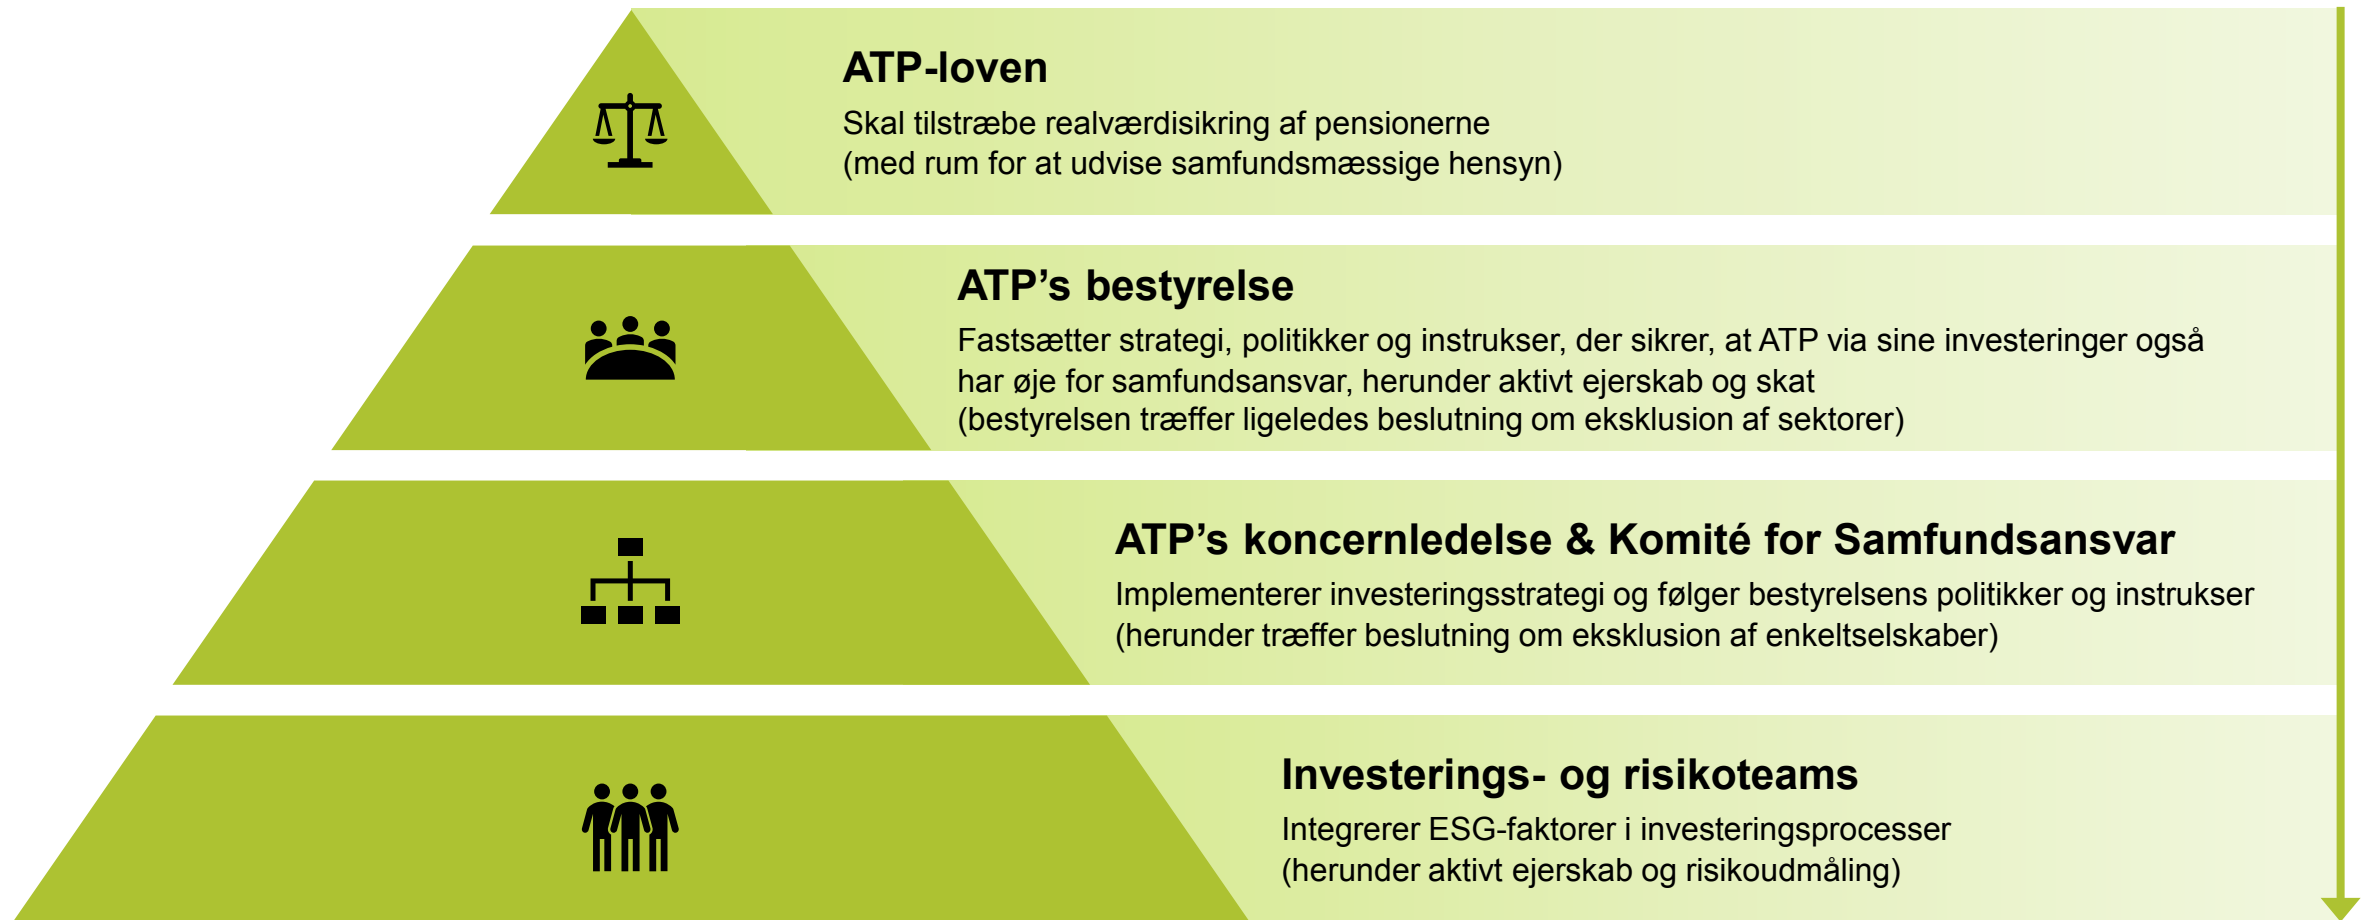 ATP-loven
Skal tilstræbe realværdisikring af pensionerne
(med rum for at udvise samfundsmæssige hensyn)
ATP’s bestyrelse
Fastsætter strategi, politikker og instrukser, der sikrer, at ATP via sine investeringer også
har øje for samfundsansvar, herunder aktivt ejerskab og skat
(bestyrelsen træffer ligeledes beslutning om eksklusion af sektorer)
ATP’s koncernledelse & Komité for Samfundsansvar
Implementerer investeringsstrategi og følger bestyrelsens politikker og instrukser
(herunder træffer beslutning om eksklusion af enkeltselskaber)
Investerings- og risikoteams
Integrerer ESG-faktorer i investeringsprocesser
(herunder aktivt ejerskab og risikoudmåling)